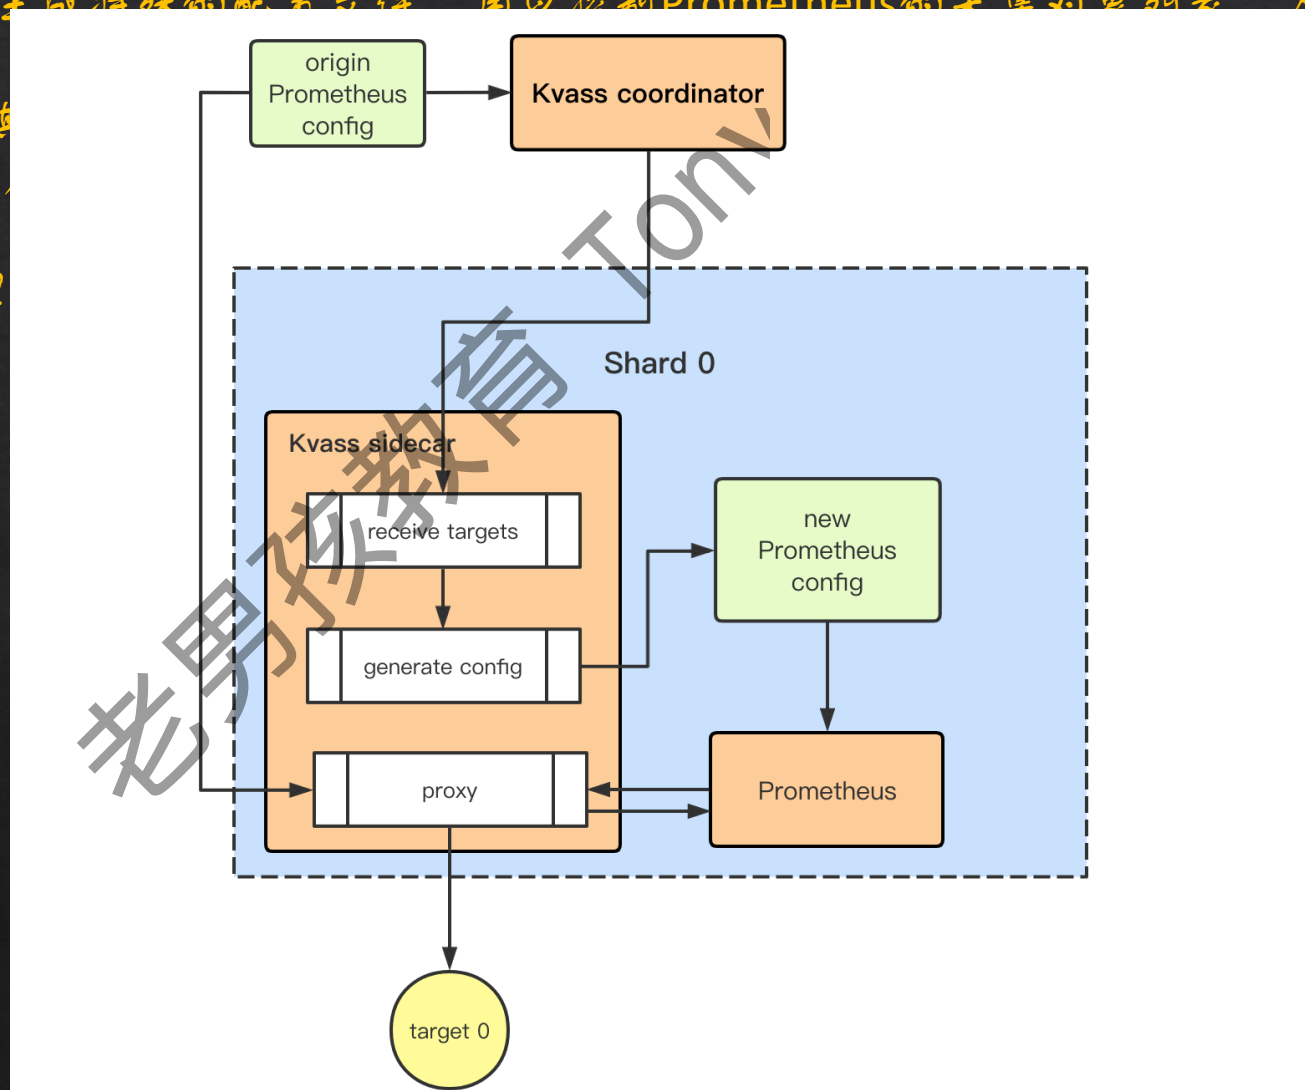 origin
Prometheus
config
Kvass coordinator
Shard 0
Kvass sidecar
receive targets
generate config
proxy
new
Prometheus
config
Prometheus
target 0
老男孩教育 Tony